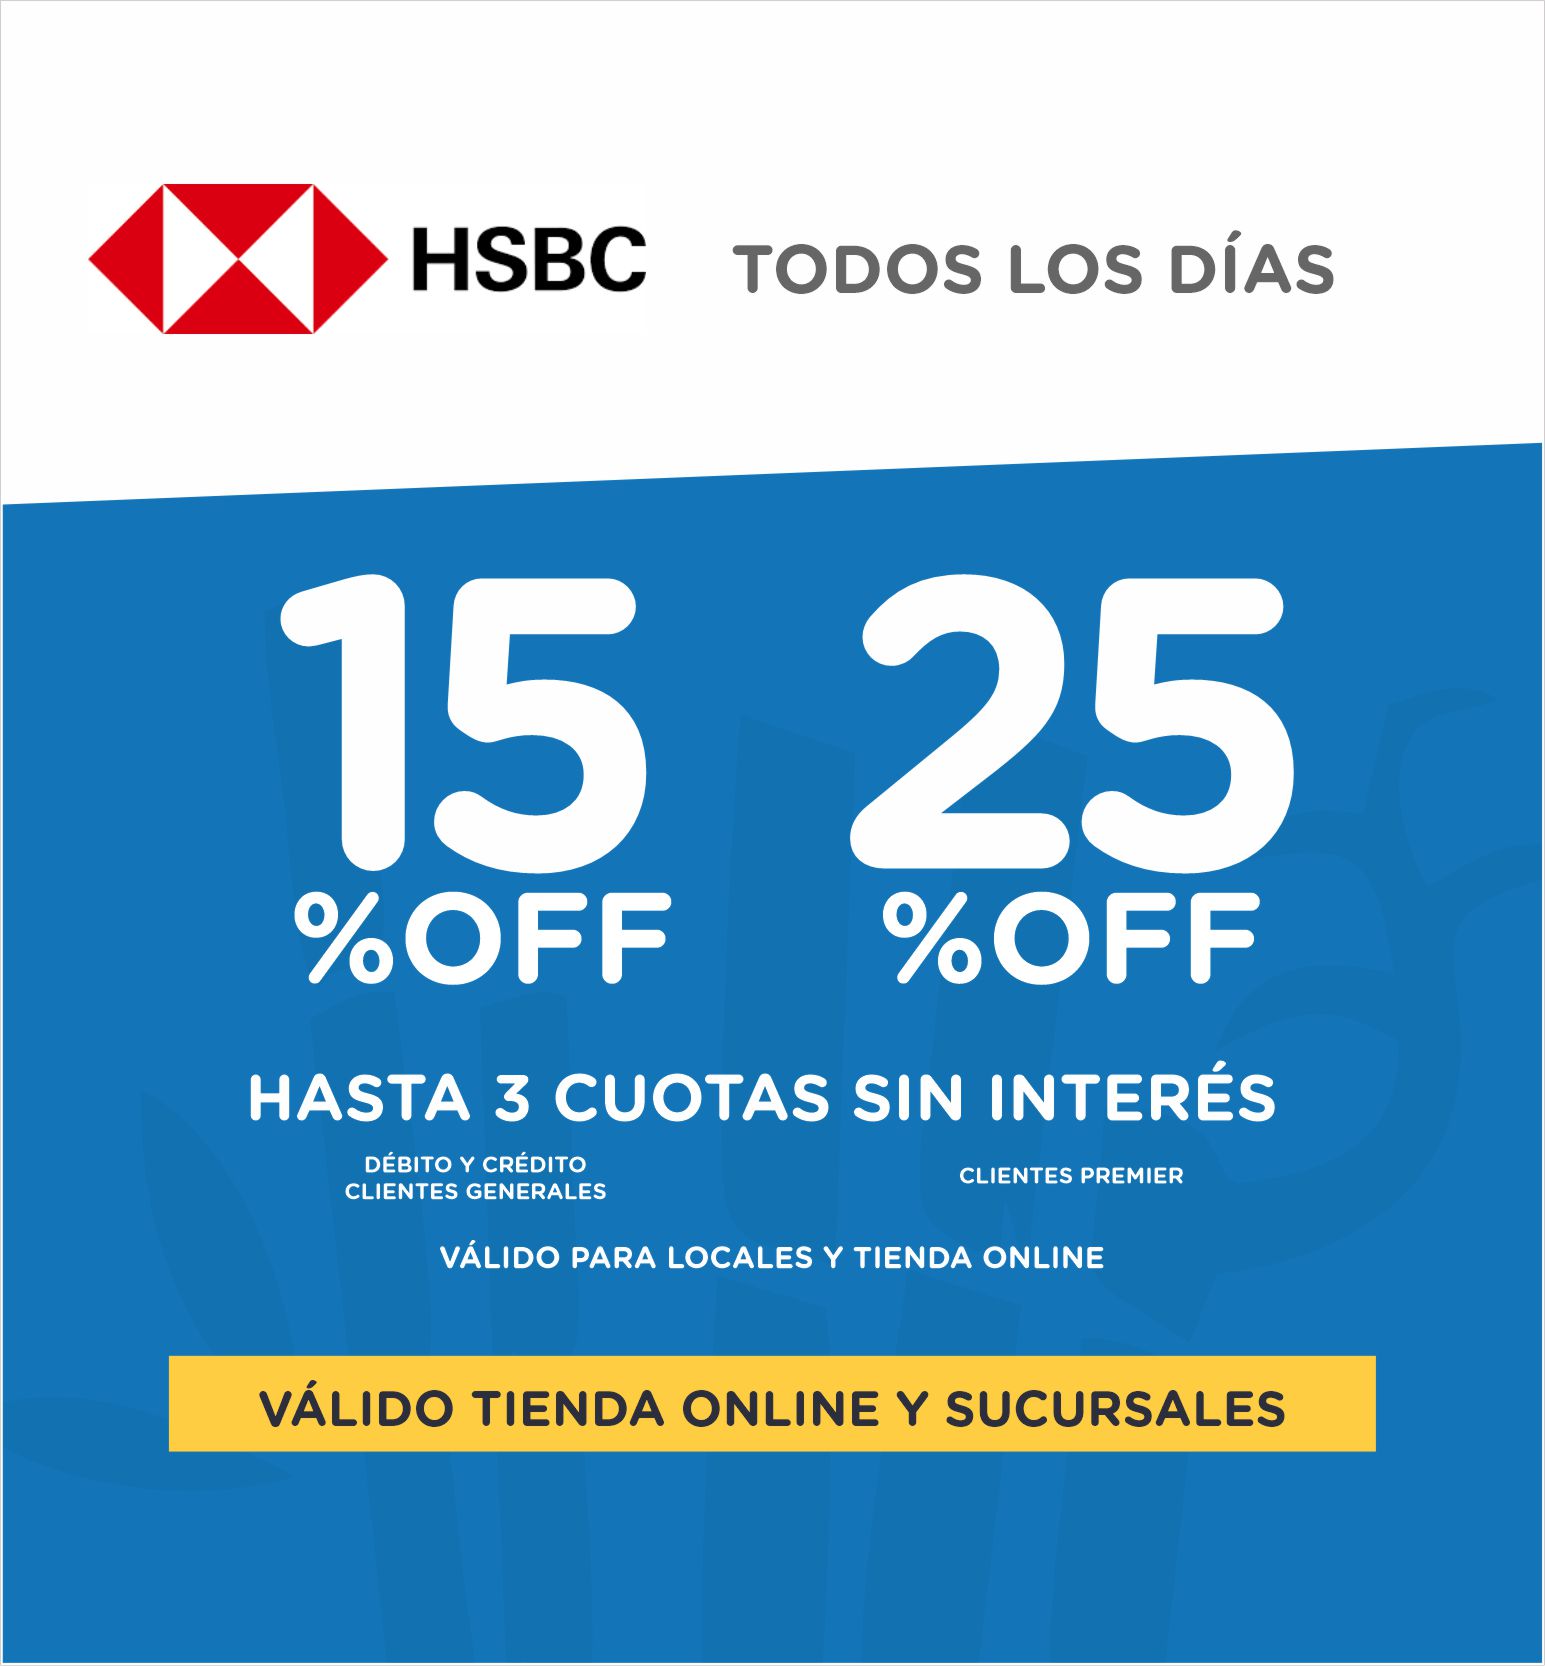 HSBC TODOS LOS DÍAS
15 25
%OFF %OFF
HASTA 3 CUOTAS SIN INTERÉS
DÉBITO Y CRÉDITO
CLIENTES GENERALES
CLIENTES PREMIER
VÁLIDO PARA LOCALES Y TIENDA ONLINE
VÁLIDO TIENDA ONLINE Y SUCURSALES